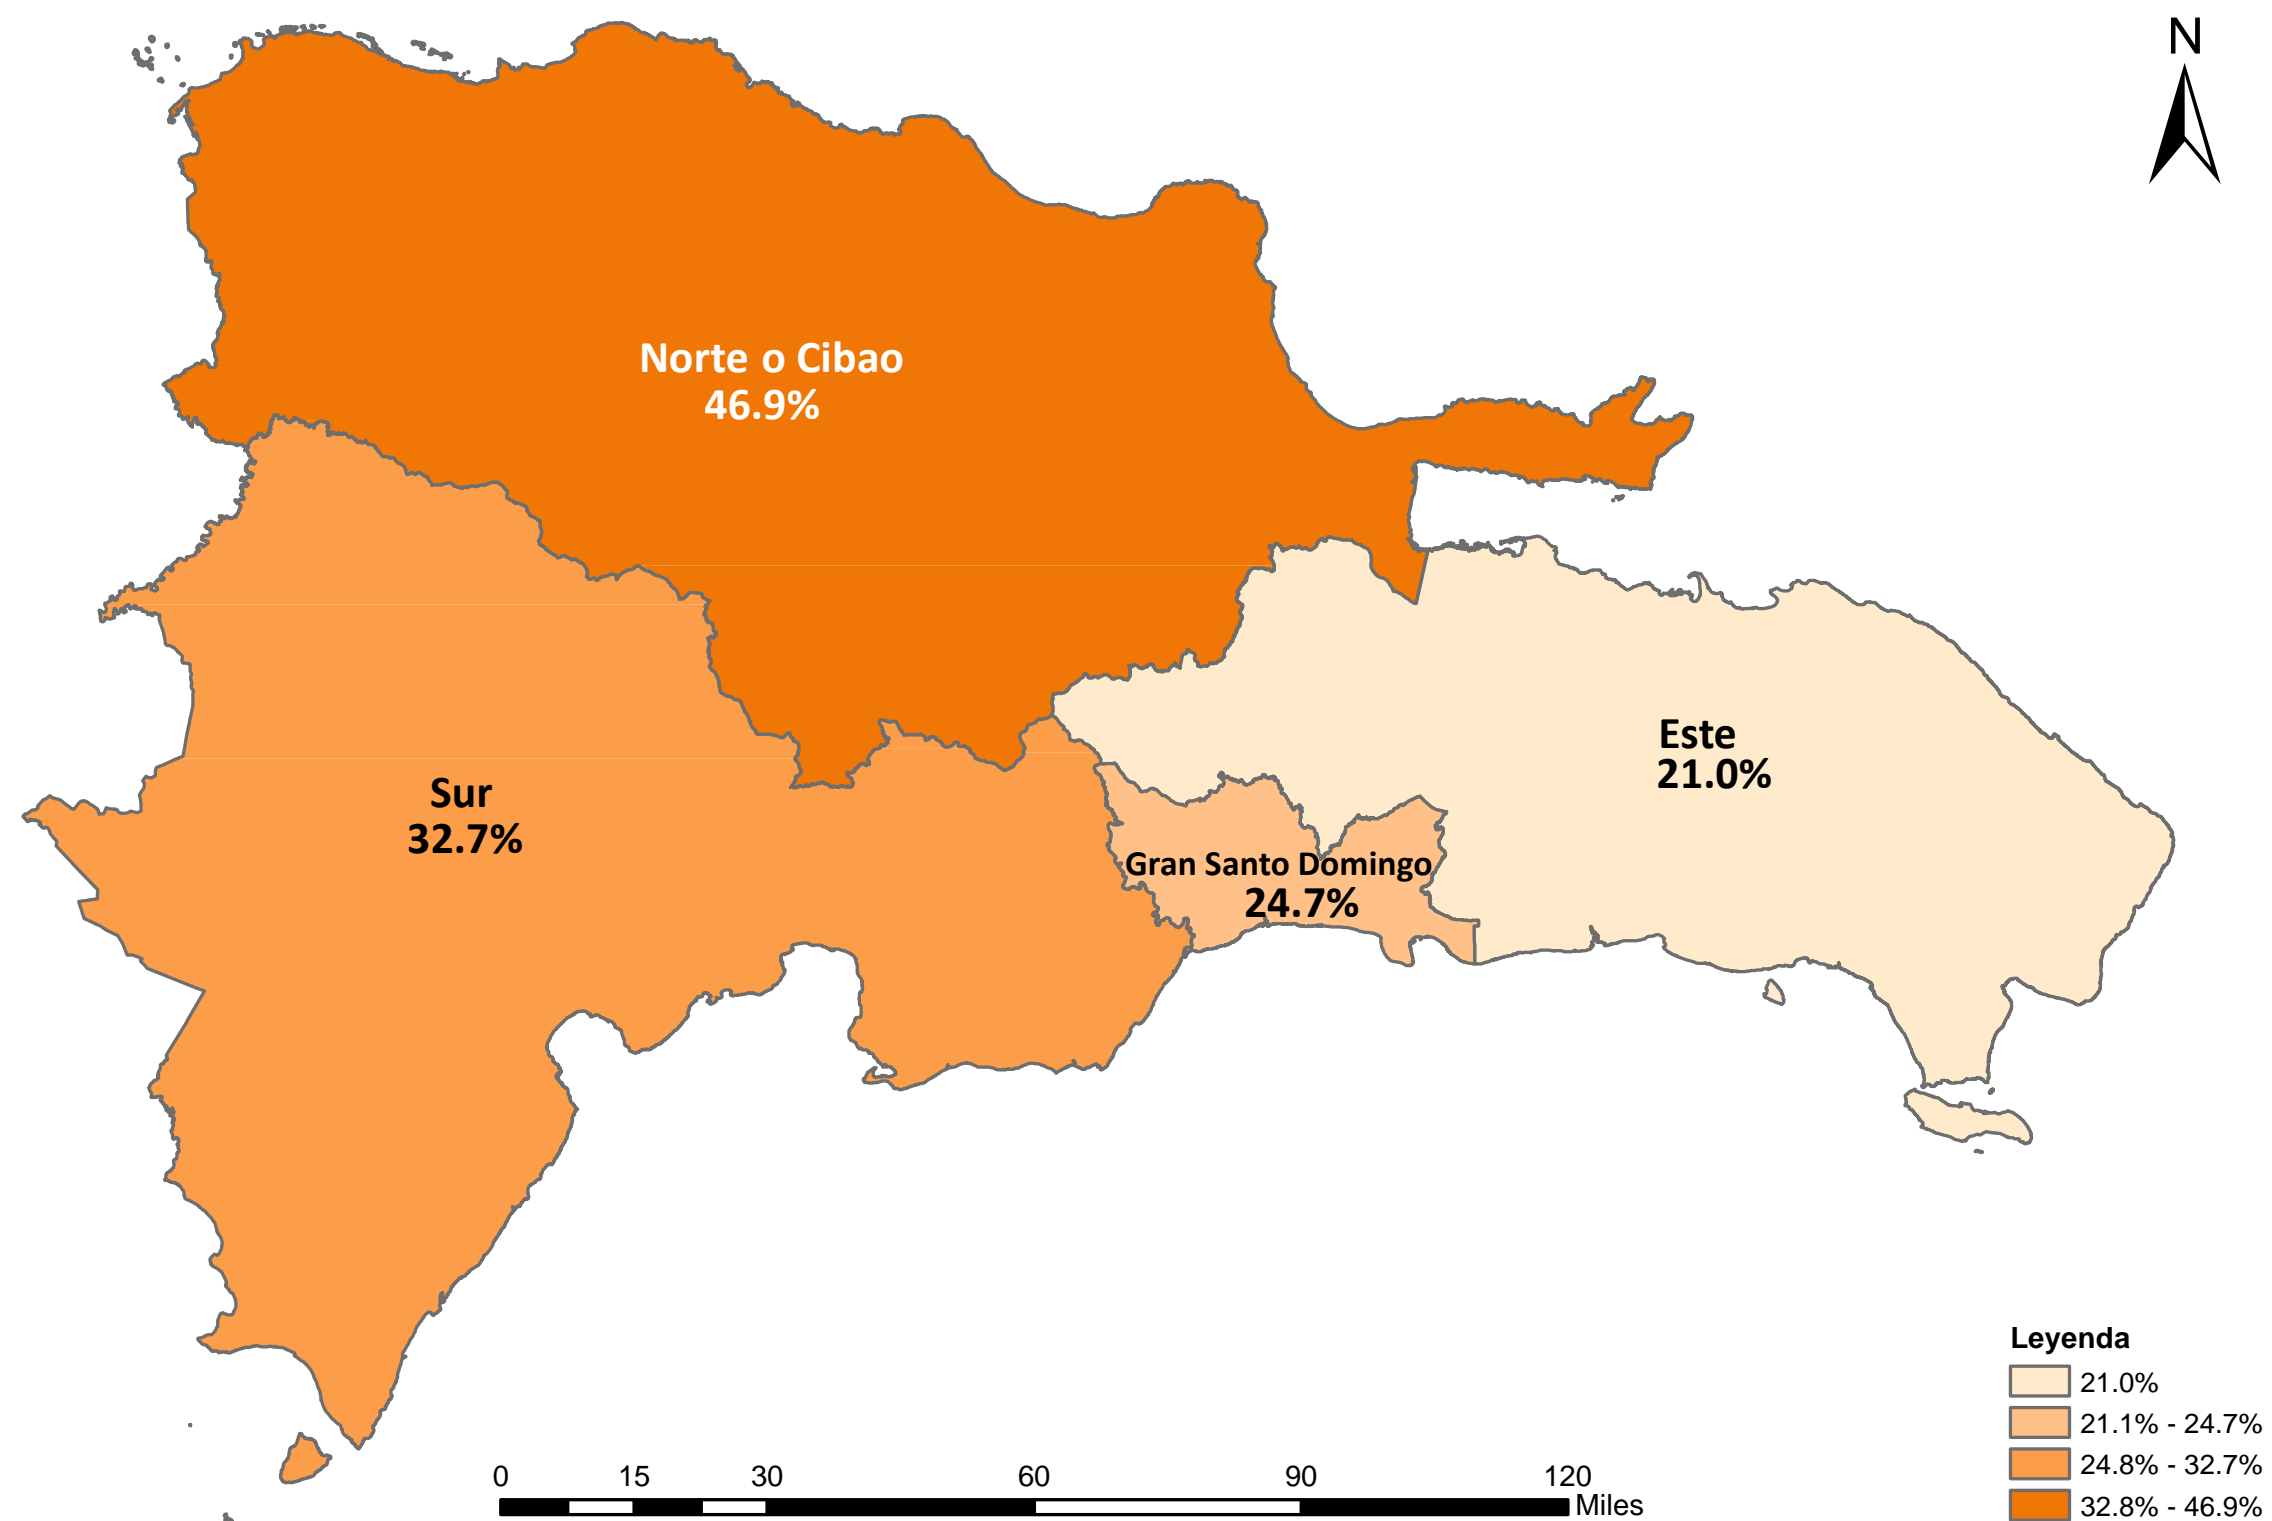 N
Norte o Cibao
46.9%
Este
21.0%
Sur
32.7%
Gran Santo Domingo
24.7%
Leyenda
21.0%
21.1% - 24.7%
24.8% - 32.7%
32.8% - 46.9%
0 15 30 60 90 120
Miles